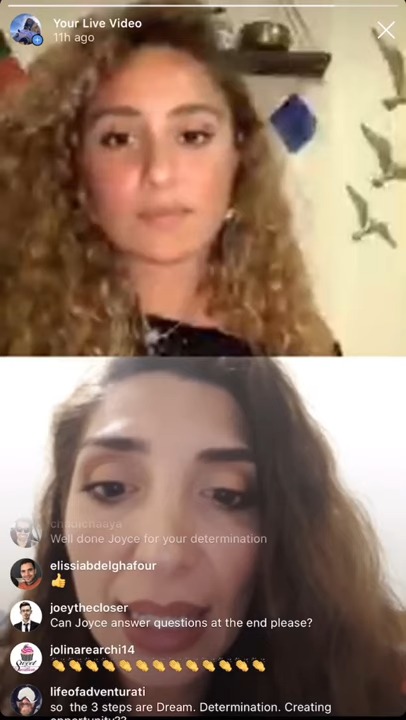 Your Live Video
11h ago
Well done Joyce for your determination
elissiabdelghafour
👍
joeythecloser
Can Joyce answer questions at the end please?
jolinarearchi14
👏👏👏👏👏👏👏👏👏👏👏👏👏
lifeofadventurati
so the 3 steps are Dream. Determination. Creating
opportunity??